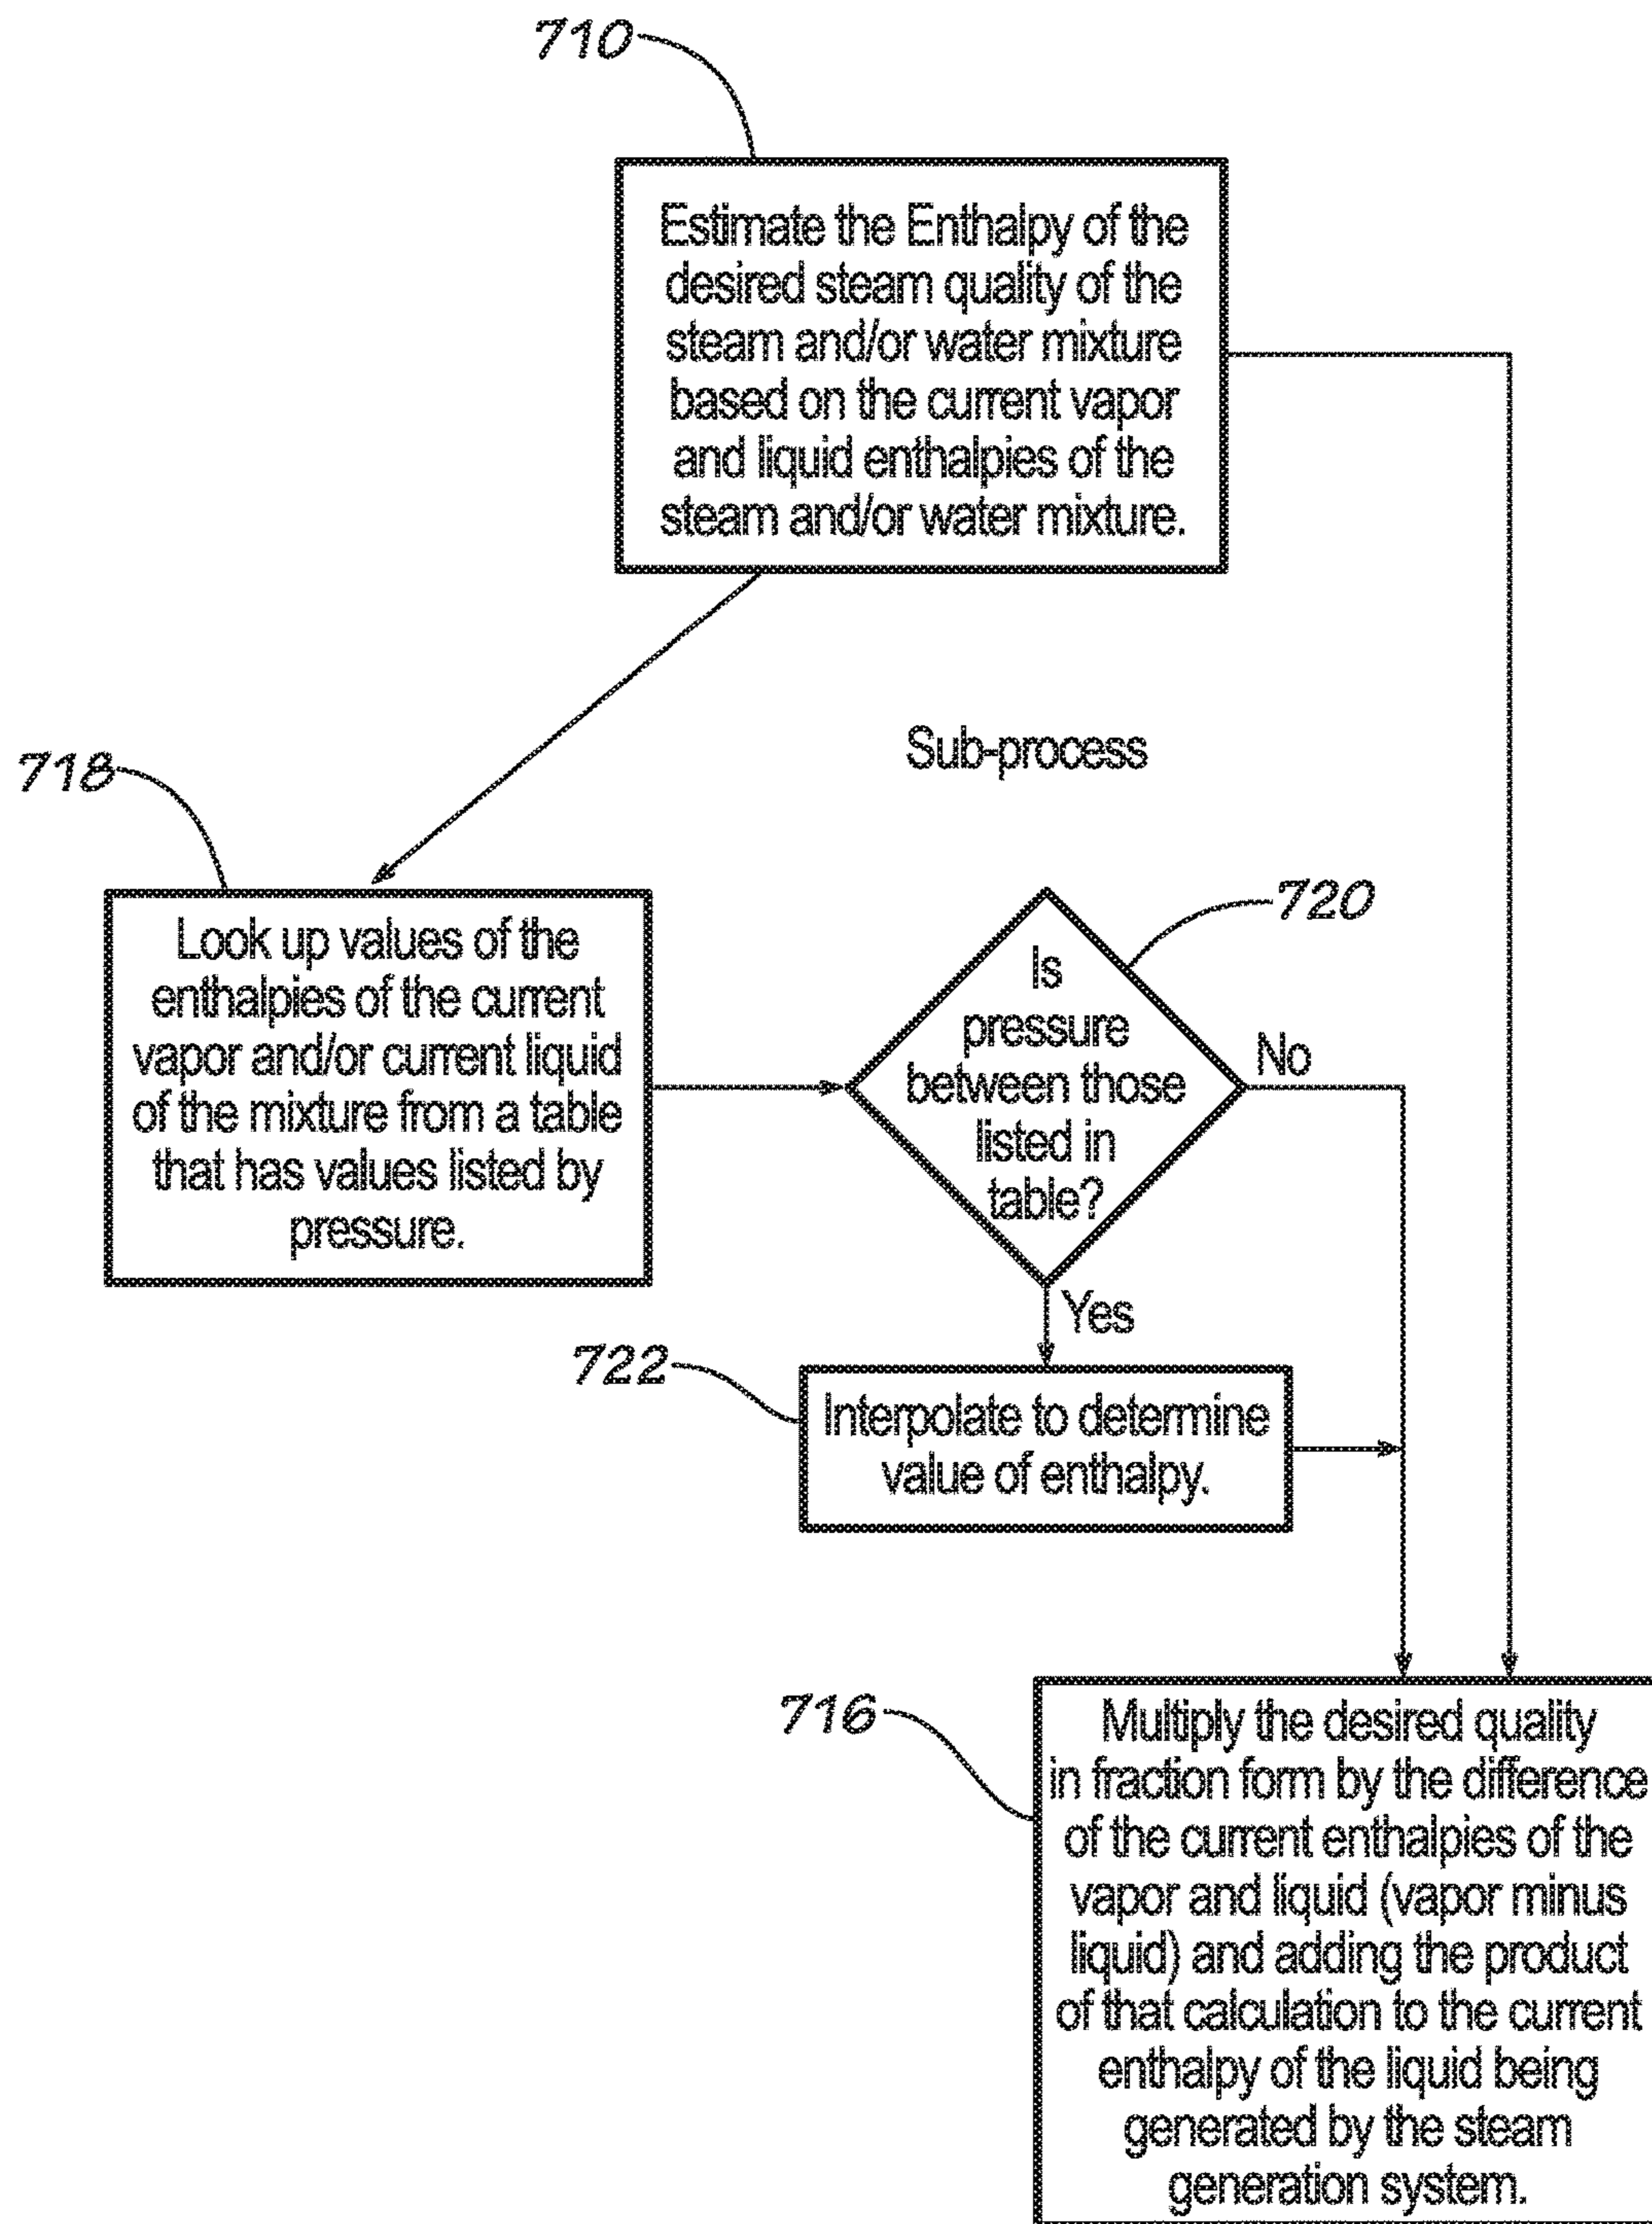 710
Estimate the Enthalpy of the
desired steam quality of the
steam and/or water mixture
based on the current vapor
and liquid enthalpies of the
steam and/or water mixture.
Sub-process
718
Look up values of the
enthalpies of the current
vapor and/or current liquid
of the mixture from a table
that has values listed by
pressure.
720
Is
pressure
between those
listed in
table?
No
Yes
722
Interpolate to determine
value of enthalpy.
716
Multiply the desired quality
in fraction form by the difference
of the current enthalpies of the
vapor and liquid (vapor minus
liquid) and adding the product
of that calculation to the current
enthalpy of the liquid being
generated by the steam
generation system.